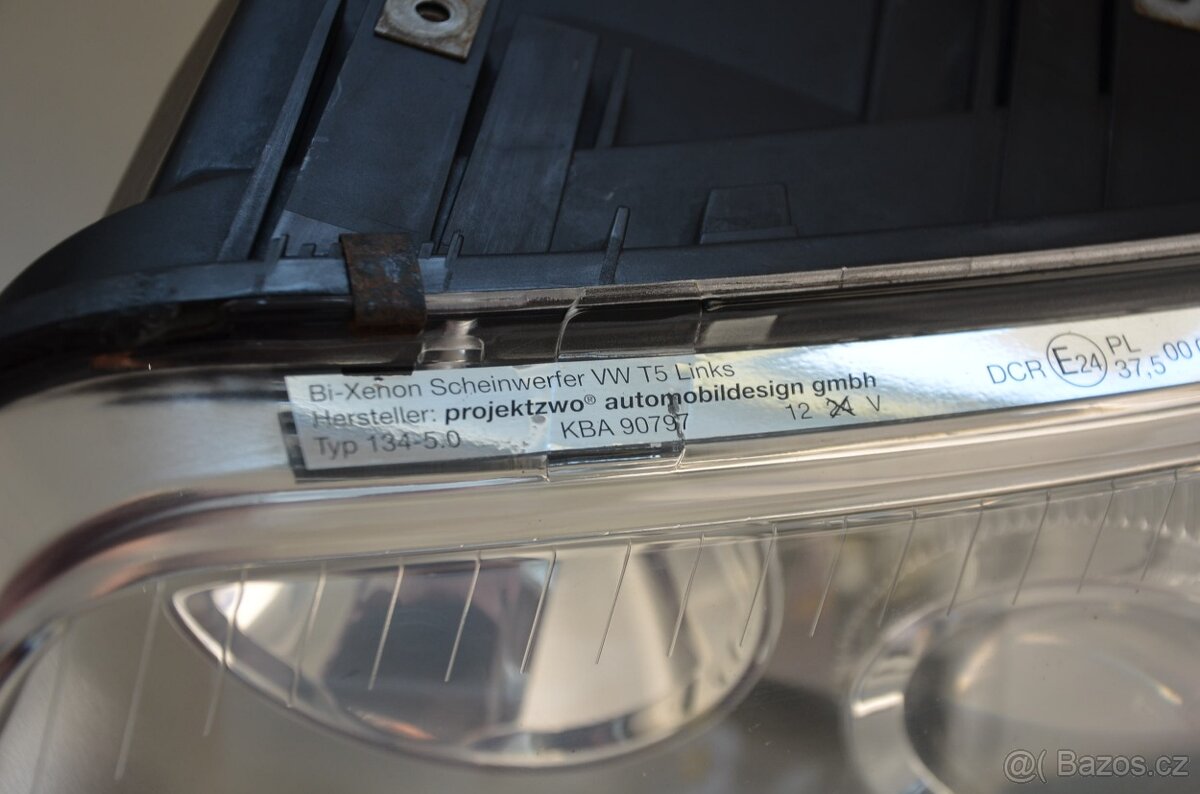 Bi-Xenon Scheinwerfer VW T5 Links
Hersteller: projektzwo® automobildesign gmbh
Typ 134-5.0 KBA 90797 12 24 V
DCR E24 PL
37,5 00
@( Bazos.cz